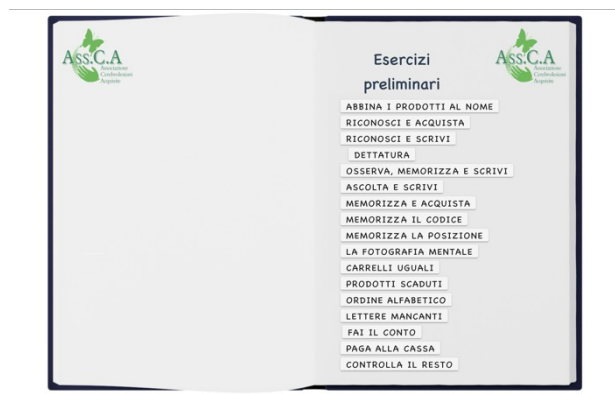 Ass.C.A
Associazione
Cerebrolesioni
Acquisite
Esercizi
preliminari
Ass.C.A
Associazione
Cerebrolesioni
Acquisite
ABBINA I PRODOTTI AL NOME
RICONOSCI E ACQUISTA
RICONOSCI E SCRIVI
DETTATURA
OSSERVA, MEMORIZZA E SCRIVI
ASCOLTA E SCRIVI
MEMORIZZA E ACQUISTA
MEMORIZZA IL CODICE
MEMORIZZA LA POSIZIONE
LA FOTOGRAFIA MENTALE
CARRELLI UGUALI
PRODOTTI SCADUTI
ORDINE ALFABETICO
LETTERE MANCANTI
FAI IL CONTO
PAGA ALLA CASSA
CONTROLLA IL RESTO